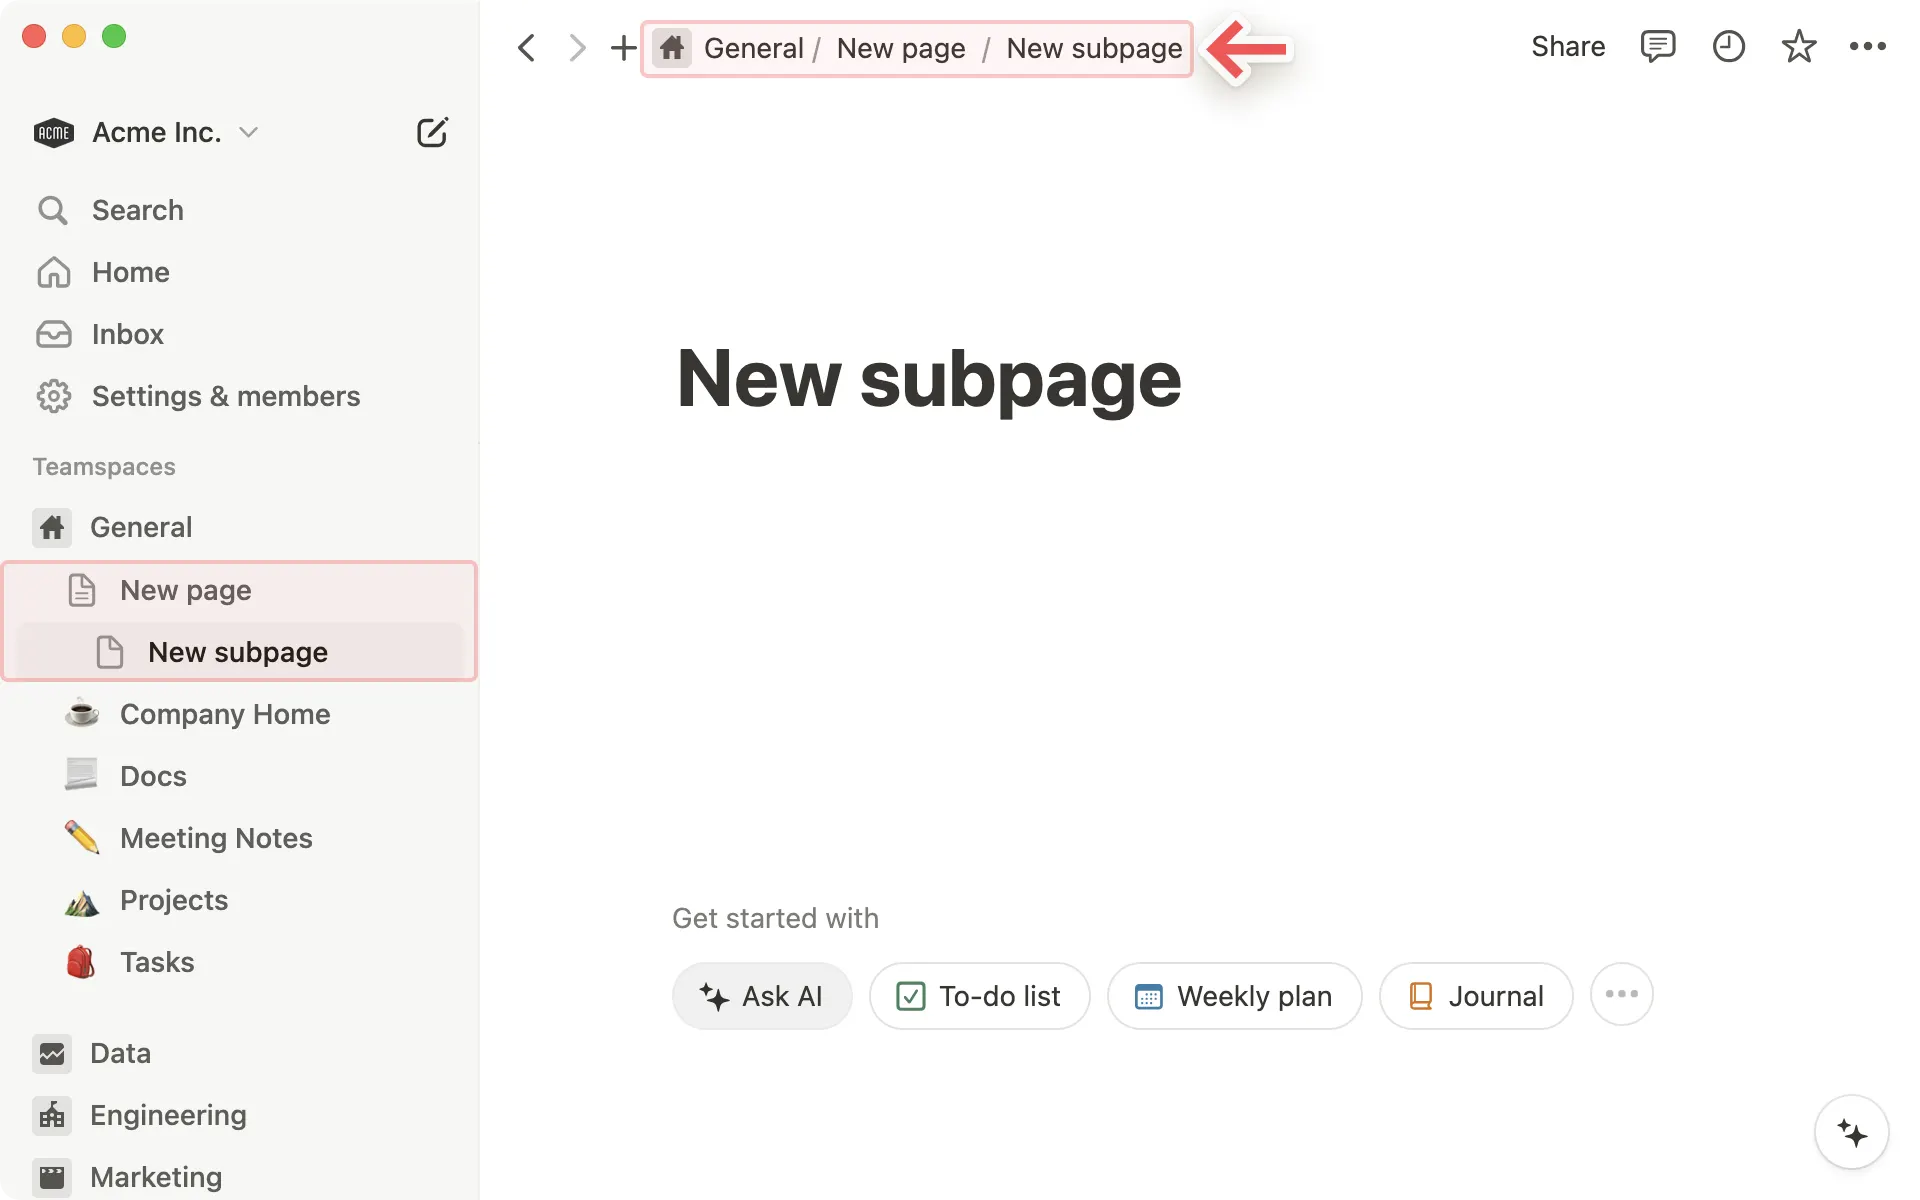 General / New page / New subpage
Share
ACME Acme Inc.
Search
Home
Inbox
Settings & members
Teamspaces
General
New page
New subpage
Company Home
Docs
Meeting Notes
Projects
Tasks
Data
Engineering
Marketing
New subpage
Get started with
Ask AI To-do list Weekly plan Journal